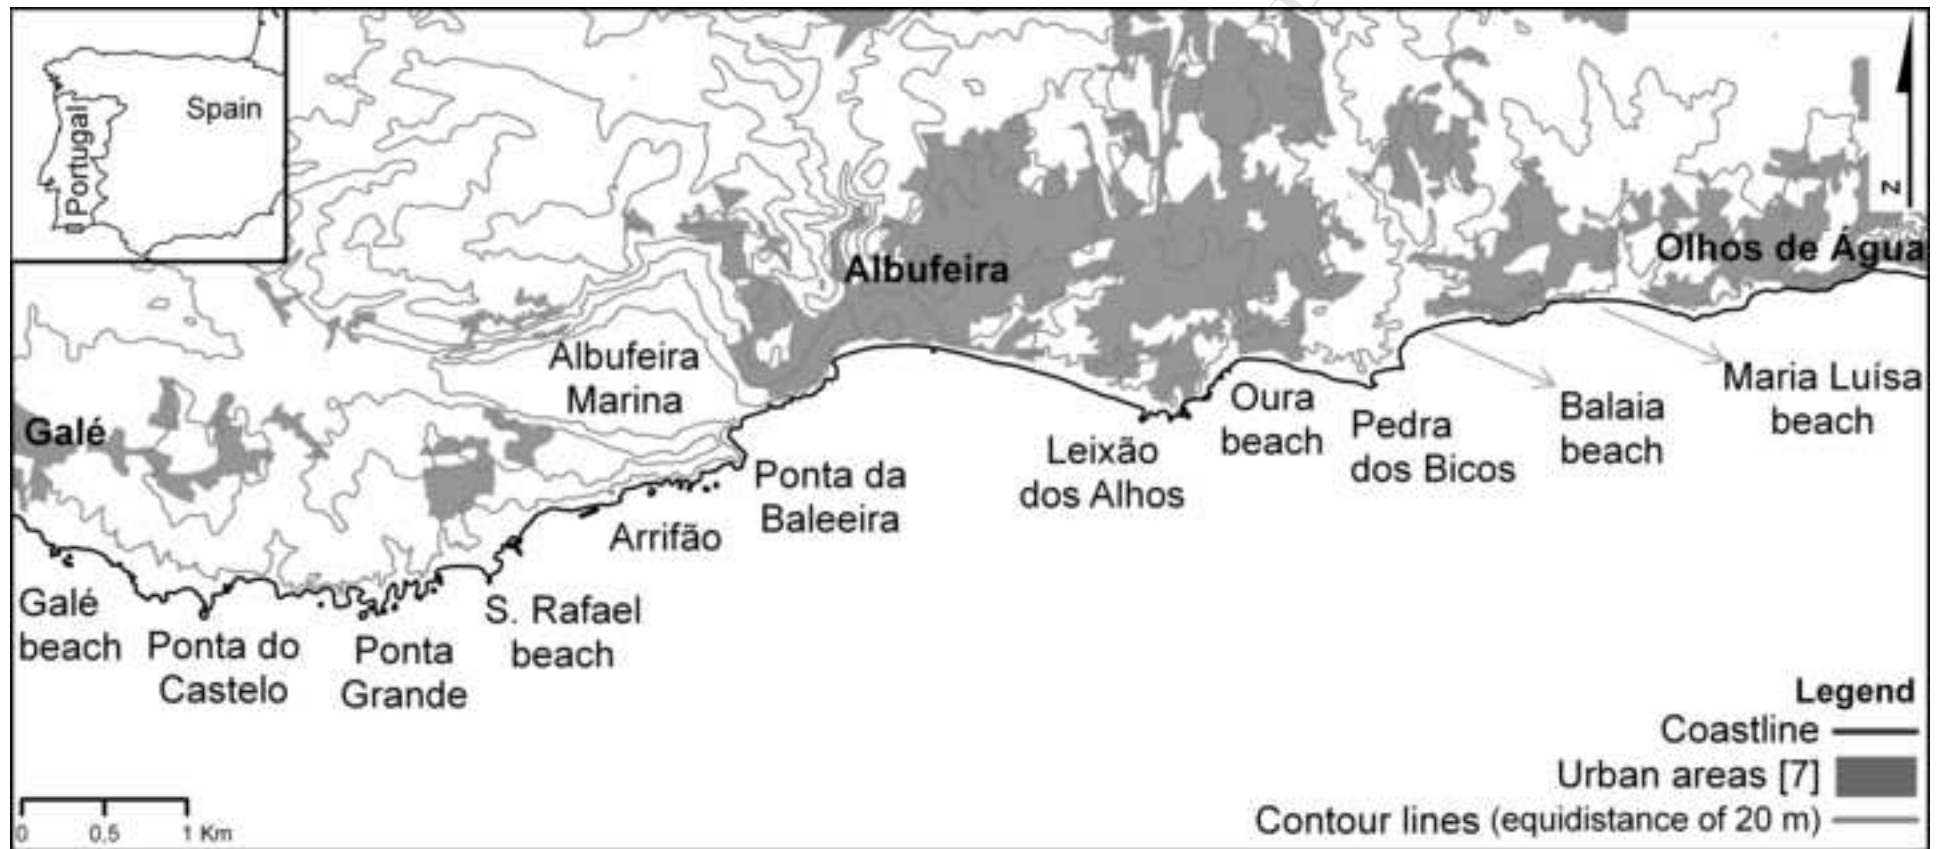 Spain
Portugal
N
Albufeira
Olhos de Água
Albufeira
Marina
Galé
Maria Luísa
beach
Balaia
beach
Oura
beach
Pedra
dos Bicos
Leixão
dos Alhos
Ponta da
Baleeira
Arrifão
S. Rafael
beach
Galé
beach
Ponta do
Castelo
Ponta
Grande
Legend
Coastline
Urban areas [7]
Contour lines (equidistance of 20 m)
0 0,5 1 Km